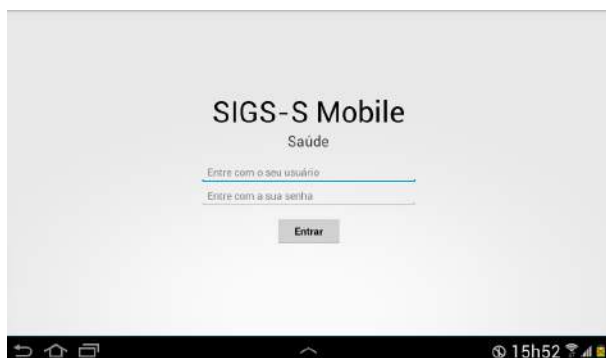 SIGS-S Mobile
Saúde
Entre com o seu usuário
Entre com a sua senha
Entrar
15h52